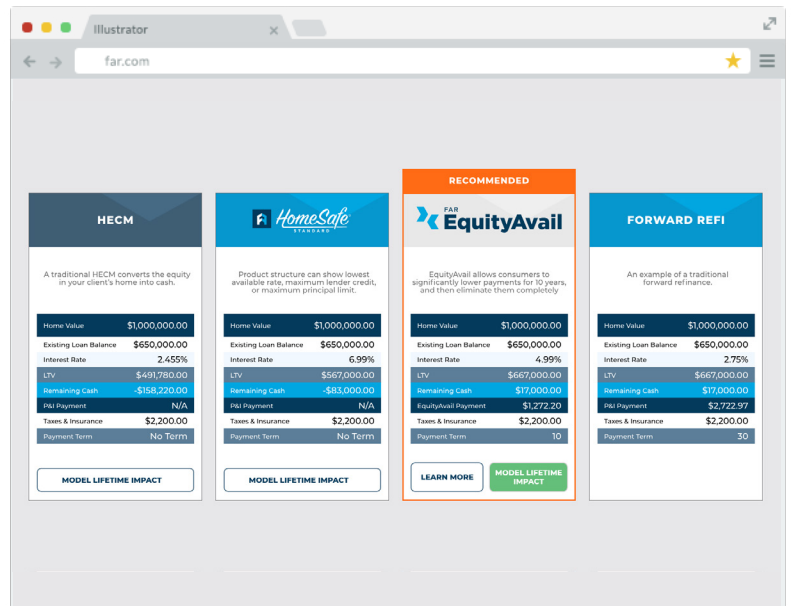 Illustrator
far.com
HECM
A traditional HECM converts the equity
in your client's home into cash.
Home Value $1,000,000.00
Existing Loan Balance $650,000.00
Interest Rate 2.455%
LTV $491,780.00
Remaining Cash -$158,220.00
P&I Payment N/A
Taxes & Insurance $2,200.00
Payment Term No Term
MODEL LIFETIME IMPACT
HomeSafe
STANDARD
Product structure can show lowest
available rate, maximum lender credit,
or maximum principal limit.
Home Value $1,000,000.00
Existing Loan Balance $650,000.00
Interest Rate 6.99%
LTV $567,000.00
Remaining Cash -$83,000.00
P&I Payment N/A
Taxes & Insurance $2,200.00
Payment Term No Term
MODEL LIFETIME IMPACT
RECOMMENDED
FAR
EquityAvail
EquityAvail allows consumers to
significantly lower payments for 10 years,
and then eliminate them completely
Home Value $1,000,000.00
Existing Loan Balance $650,000.00
Interest Rate 4.99%
LTV $667,000.00
Remaining Cash $17,000.00
EquityAvail Payment $1,272.20
Taxes & Insurance $2,200.00
Payment Term 10
LEARN MORE
MODEL LIFETIME
IMPACT
FORWARD REFI
An example of a traditional
forward refinance.
Home Value $1,000,000.00
Existing Loan Balance $650,000.00
Interest Rate 2.75%
LTV $667,000.00
Remaining Cash $17,000.00
P&I Payment $2,722.97
Taxes & Insurance $2,200.00
Payment Term 30